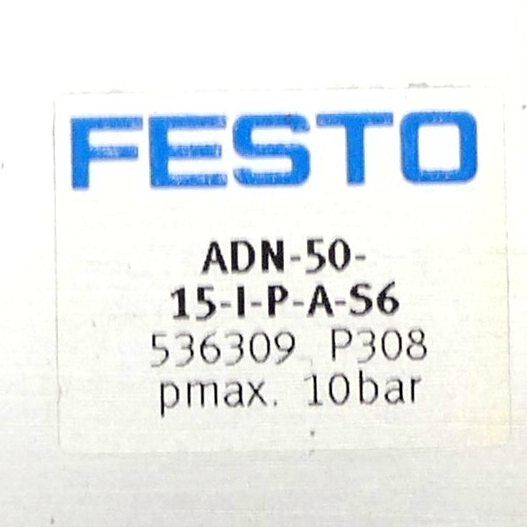 FESTO
ADN-50-
15-I-P-A-S6
536309 P308
pmax. 10bar